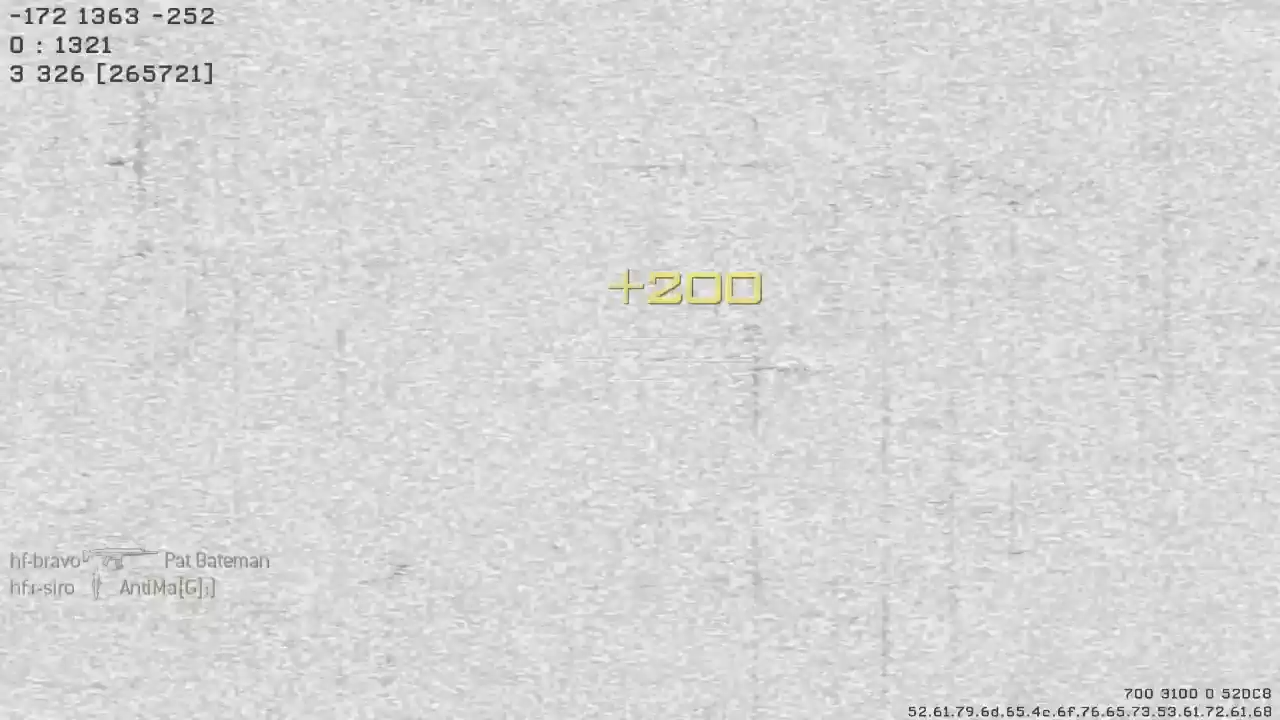 -172 1363 -252
0 : 1321
3 326 [265721]
+200
hf-bravo Pat Bateman
hfx-siro AntiMa[G]:]
700 3100 0 520C8
52.61.79.6d.65.4c.6f.76.65.73.53.61.72.61.68